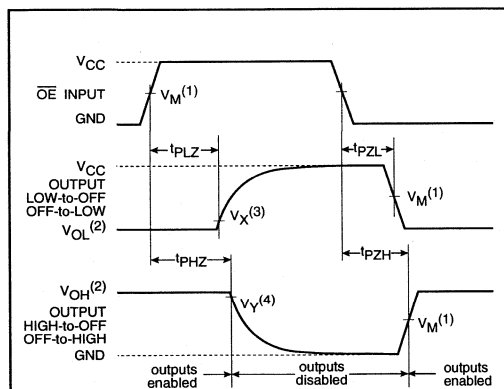 VCC
OE INPUT
VM(1)
GND
tPLZ
tPZL
VCC
OUTPUT
LOW-to-OFF
OFF-to-LOW
VM(1)
VX(3)
VOL(2)
tPHZ
tPZH
VOH(2)
VY(4)
OUTPUT
HIGH-to-OFF
OFF-to-HIGH
VM(1)
GND
outputs enabled
outputs disabled
outputs enabled